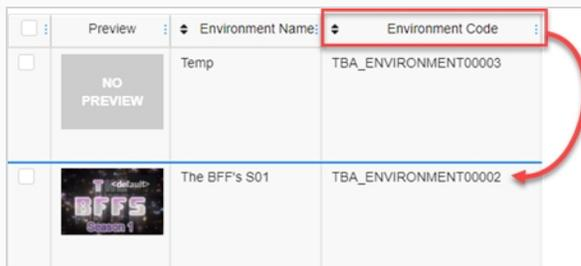 Preview Environment Name Environment Code
NO PREVIEW Temp TBA_ENVIRONMENT00003
T <default>
BFFS
Season 1
The BFF's S01 TBA_ENVIRONMENT00002